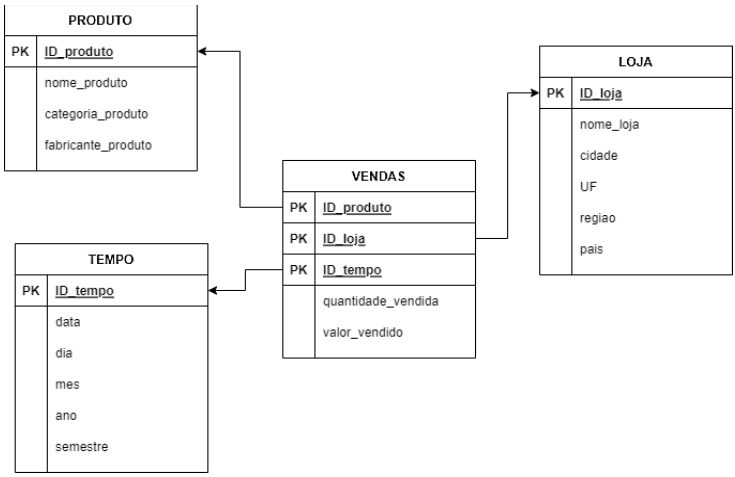 PRODUTO
PK ID_produto
nome_produto
categoria_produto
fabricante_produto
LOJA
PK ID_loja
nome_loja
cidade
UF
regiao
pais
VENDAS
PK ID_produto
PK ID_loja
PK ID_tempo
quantidade_vendida
valor_vendido
TEMPO
PK ID_tempo
data
dia
mes
ano
semestre